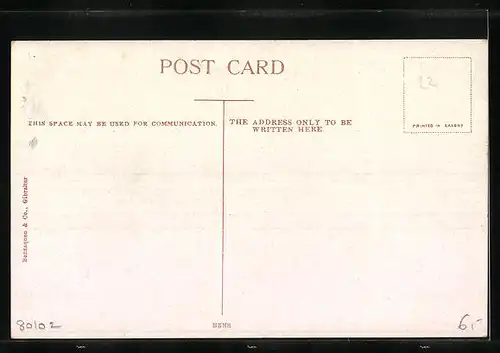 POST CARD
22
THIS SPACE MAY BE USED FOR COMMUNICATION.
THE ADDRESS ONLY TO BE
WRITTEN HERE.
PRINTED IN SAXONY
Benzaquen & Co., Gibraltar
80102
6,-